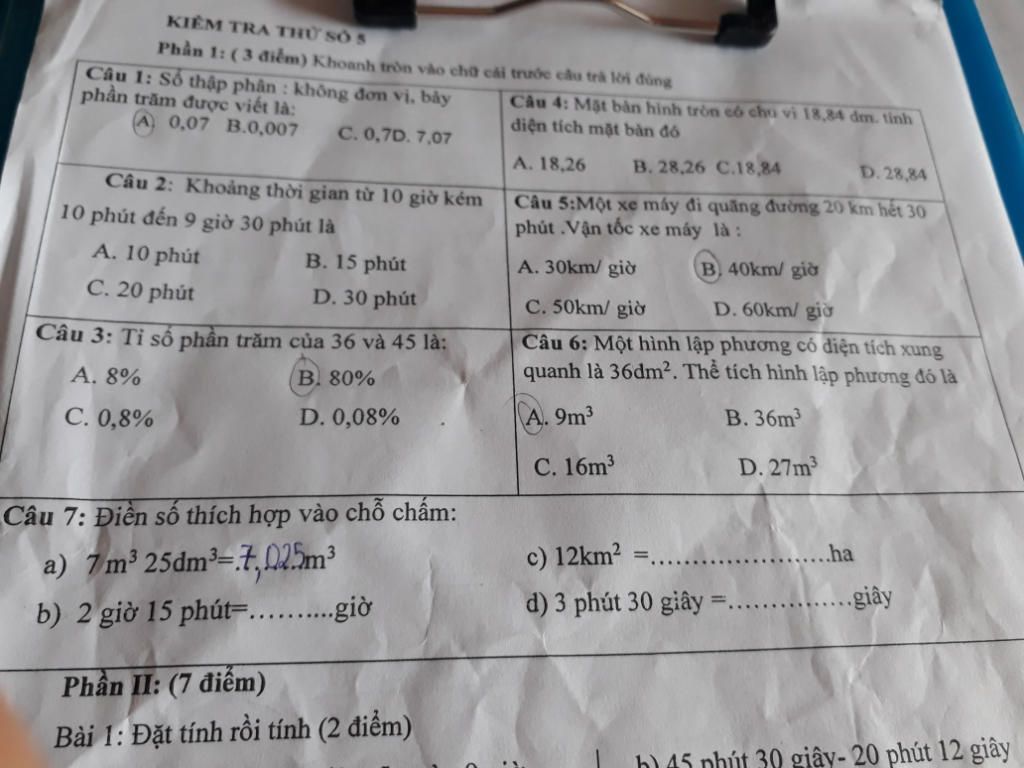 KIỂM TRA THỬ SỐ 5
Phần 1: ( 3 điểm) Khoanh tròn vào chữ cái trước câu trả lời đúng
Câu 1: Số thập phân : không đơn vị, bảy
phần trăm được viết là:
A 0,07 B.0,007 C. 0,7D. 7,07
Câu 2: Khoảng thời gian từ 10 giờ kém
10 phút đến 9 giờ 30 phút là
A. 10 phút B. 15 phút
C. 20 phút D. 30 phút
Câu 3: Tỉ số phần trăm của 36 và 45 là:
A. 8% B. 80%
C. 0,8% D. 0,08%
Câu 4: Mặt bàn hình tròn có chu vi 18,84 dm. tính
diện tích mặt bàn đó
A. 18,26 B. 28,26 C.18,84 D. 28,84
Câu 5:Một xe máy đi quãng đường 20 km hết 30
phút .Vận tốc xe máy là :
A. 30km/ giờ B. 40km/ giờ
C. 50km/ giờ D. 60km/ giờ
Câu 6: Một hình lập phương có diện tích xung
quanh là 36dm². Thể tích hình lập phương đó là
A. 9m³ B. 36m³
C. 16m³ D. 27m³
Câu 7: Điền số thích hợp vào chỗ chấm:
a) 7m³ 25dm³=.7,025m³ c) 12km² =.....................ha
b) 2 giờ 15 phút=..........giờ d) 3 phút 30 giây =...............giây
Phần II: (7 điểm)
Bài 1: Đặt tính rồi tính (2 điểm)
b) 45 phút 30 giây- 20 phút 12 giây